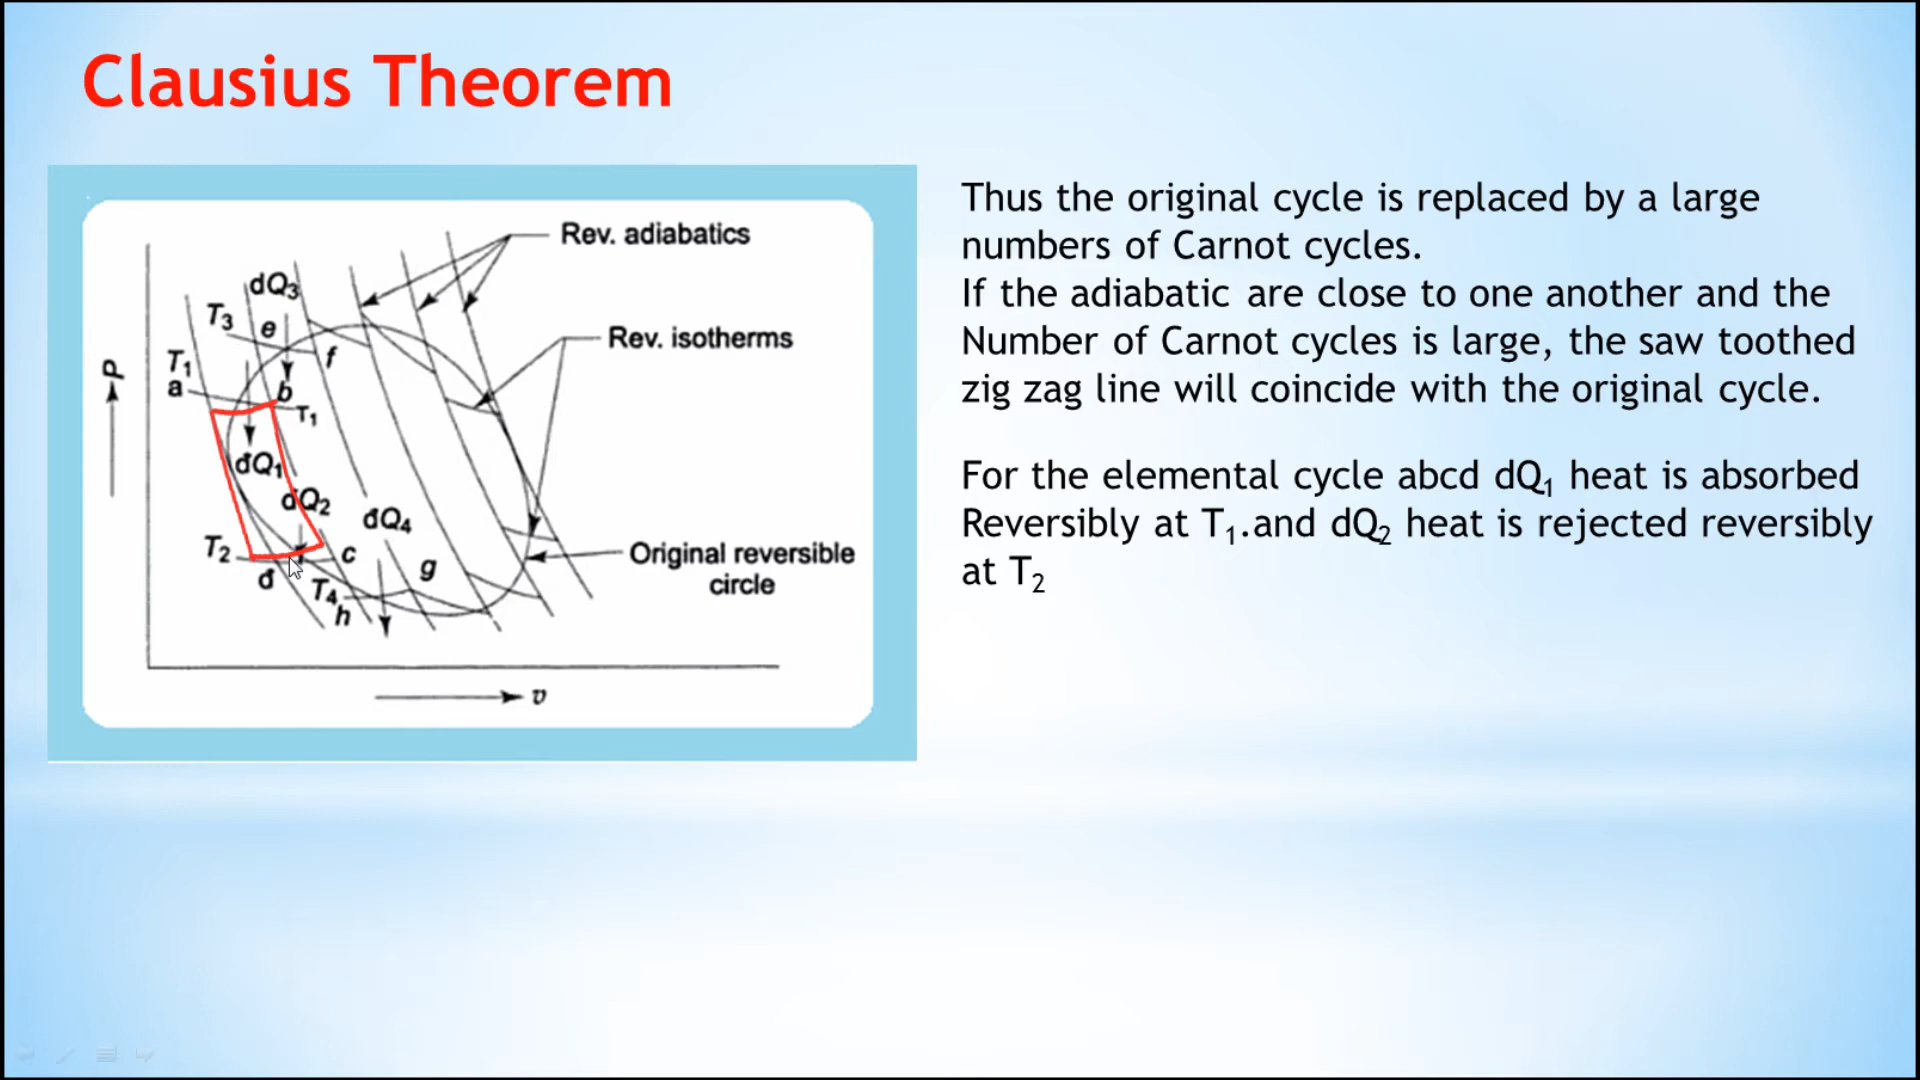 Clausius Theorem
Rev. adiabatics
dQ₃
T₃
e
f
Rev. isotherms
T₁
a
b
T₁
P
dQ₁
dQ₂
dQ₄
T₂
c
d
g
T₄
h
Original reversible
circle
v
Thus the original cycle is replaced by a large
numbers of Carnot cycles.
If the adiabatic are close to one another and the
Number of Carnot cycles is large, the saw toothed
zig zag line will coincide with the original cycle.
For the elemental cycle abcd dQ₁ heat is absorbed
Reversibly at T₁.and dQ₂ heat is rejected reversibly
at T₂